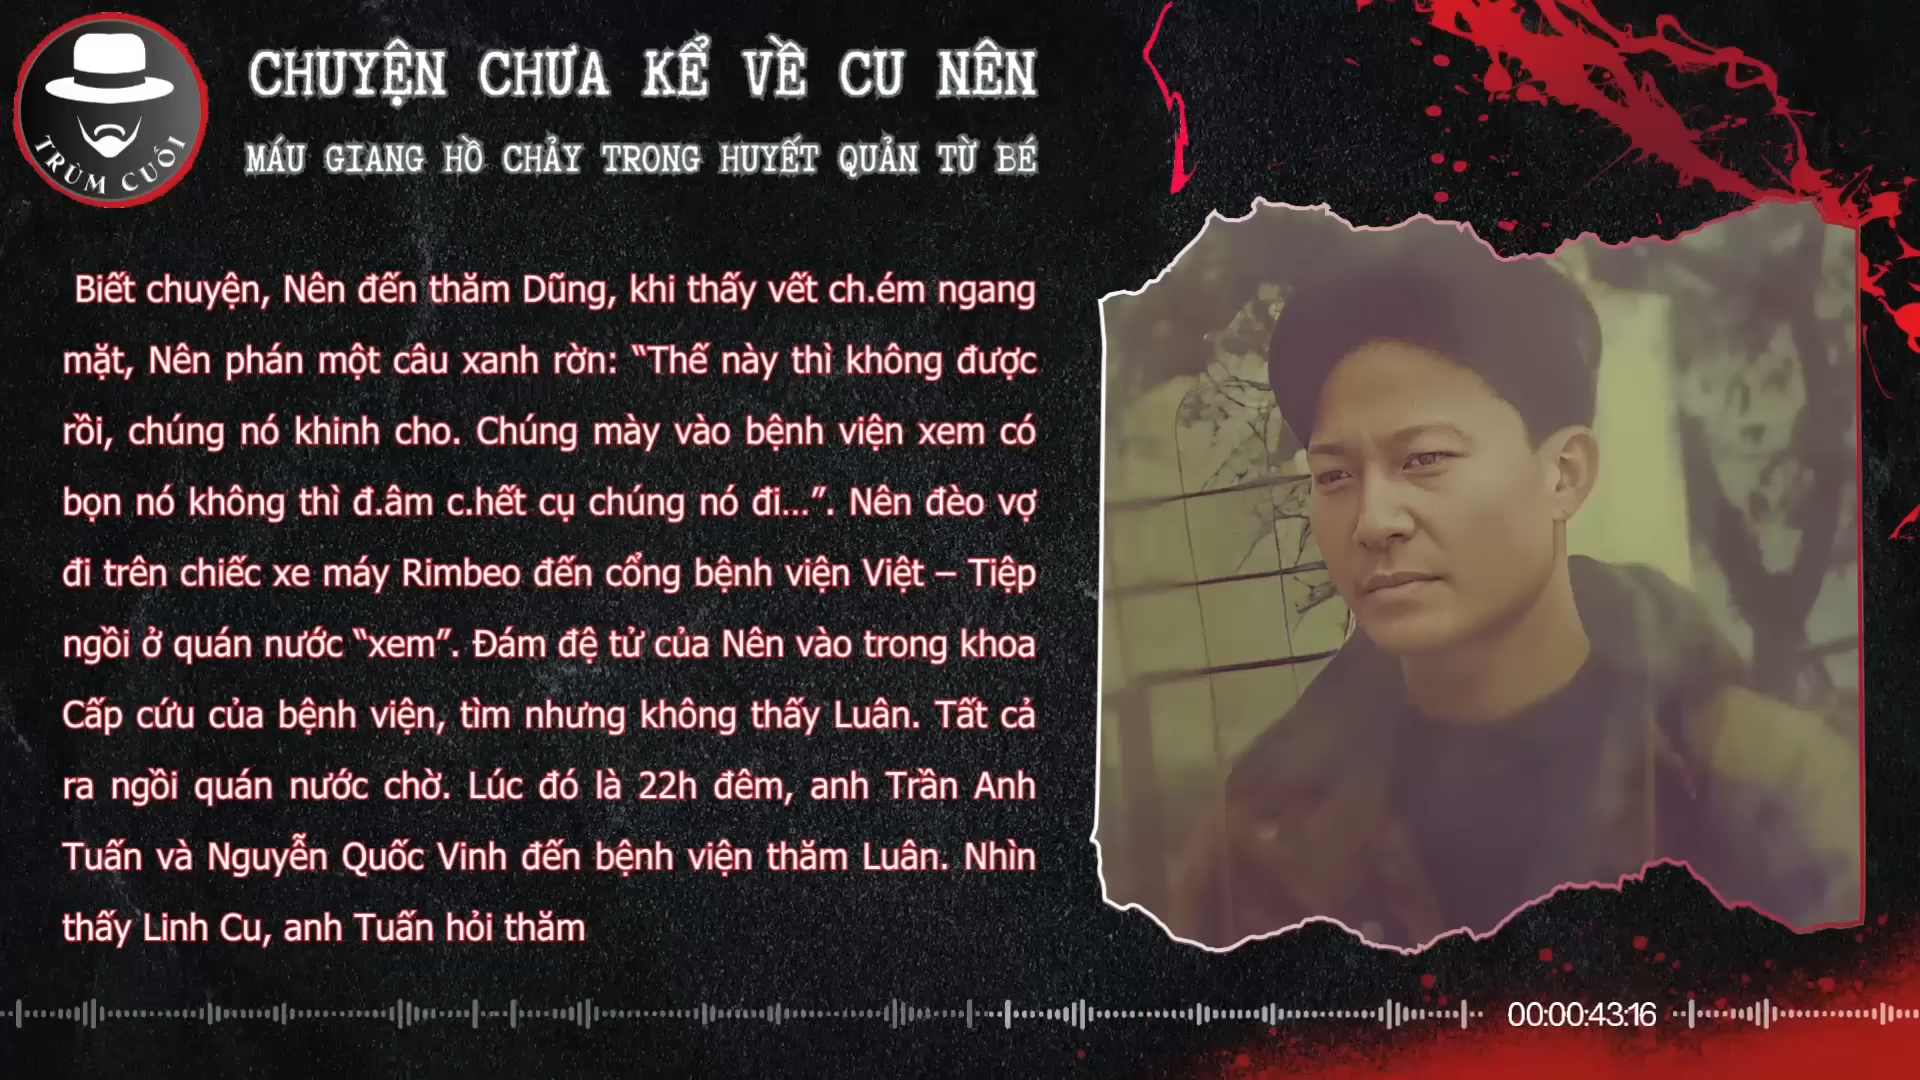 TRÙM CUỐI
CHUYỆN CHƯA KỂ VỀ CU NÊN
MÁU GIANG HỒ CHẢY TRONG HUYẾT QUẢN TỪ BÉ
Biết chuyện, Nên đến thăm Dũng, khi thấy vết ch.ém ngang
mặt, Nên phán một câu xanh rờn: “Thế này thì không được
rồi, chúng nó khinh cho. Chúng mày vào bệnh viện xem có
bọn nó không thì đ.âm c.hết cụ chúng nó đi...”. Nên đèo vợ
đi trên chiếc xe máy Rimbeo đến cổng bệnh viện Việt – Tiệp
ngồi ở quán nước “xem”. Đám đệ tử của Nên vào trong khoa
Cấp cứu của bệnh viện, tìm nhưng không thấy Luân. Tất cả
ra ngồi quán nước chờ. Lúc đó là 22h đêm, anh Trần Anh
Tuấn và Nguyễn Quốc Vinh đến bệnh viện thăm Luân. Nhìn
thấy Linh Cu, anh Tuấn hỏi thăm
00:00:43:16